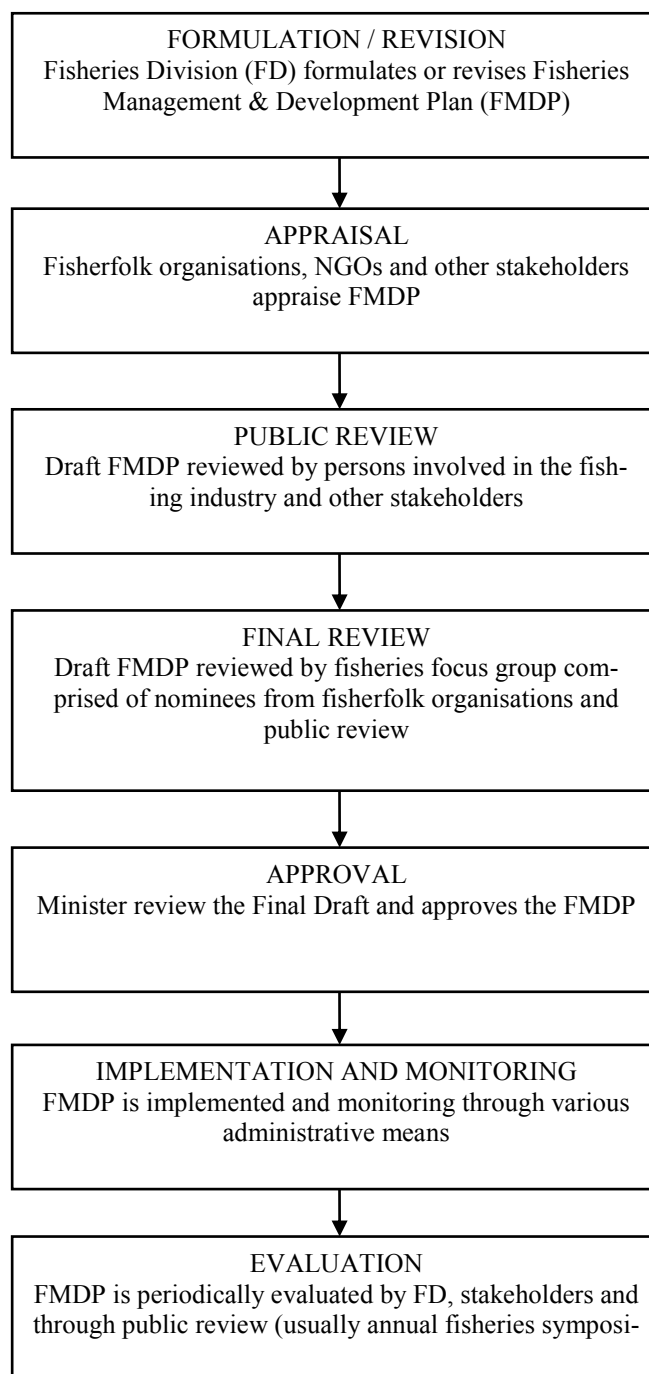 FORMULATION / REVISION
Fisheries Division (FD) formulates or revises Fisheries
Management & Development Plan (FMDP)
APPRAISAL
Fisherfolk organisations, NGOs and other stakeholders
appraise FMDP
PUBLIC REVIEW
Draft FMDP reviewed by persons involved in the fish-
ing industry and other stakeholders
FINAL REVIEW
Draft FMDP reviewed by fisheries focus group com-
prised of nominees from fisherfolk organisations and
public review
APPROVAL
Minister review the Final Draft and approves the FMDP
IMPLEMENTATION AND MONITORING
FMDP is implemented and monitoring through various
administrative means
EVALUATION
FMDP is periodically evaluated by FD, stakeholders and
through public review (usually annual fisheries symposi-